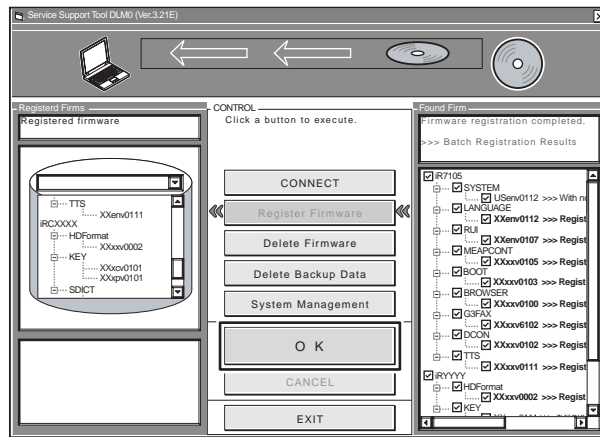 Service Support Tool DLM0 (Ver.3.21E)
Registerd Firms
Registered firmware
TTS
XXenv0111
iRCXXXX
HDFormat
XXxxv0002
KEY
XXxcv0101
XXxpv0101
SDICT
CONTROL
Click a button to execute.
CONNECT
Register Firmware
Delete Firmware
Delete Backup Data
System Management
O K
CANCEL
EXIT
Found Firm
Firmware registration completed.
>>> Batch Registration Results
iR7105
SYSTEM
USenv0112 >>> With no
LANGUAGE
XXenv0112 >>> Regist
RUI
XXenv0107 >>> Regist
MEAPCONT
XXxxv0105 >>> Regist
BOOT
XXxxv0103 >>> Regist
BROWSER
XXxxv0100 >>> Regist
G3FAX
XXxxv6102 >>> Regist
DCON
XXxxv0102 >>> Regist
TTS
XXxxv0111 >>> Regist
iRYYYY
HDFormat
XXxxv0002 >>> Regist
KEY